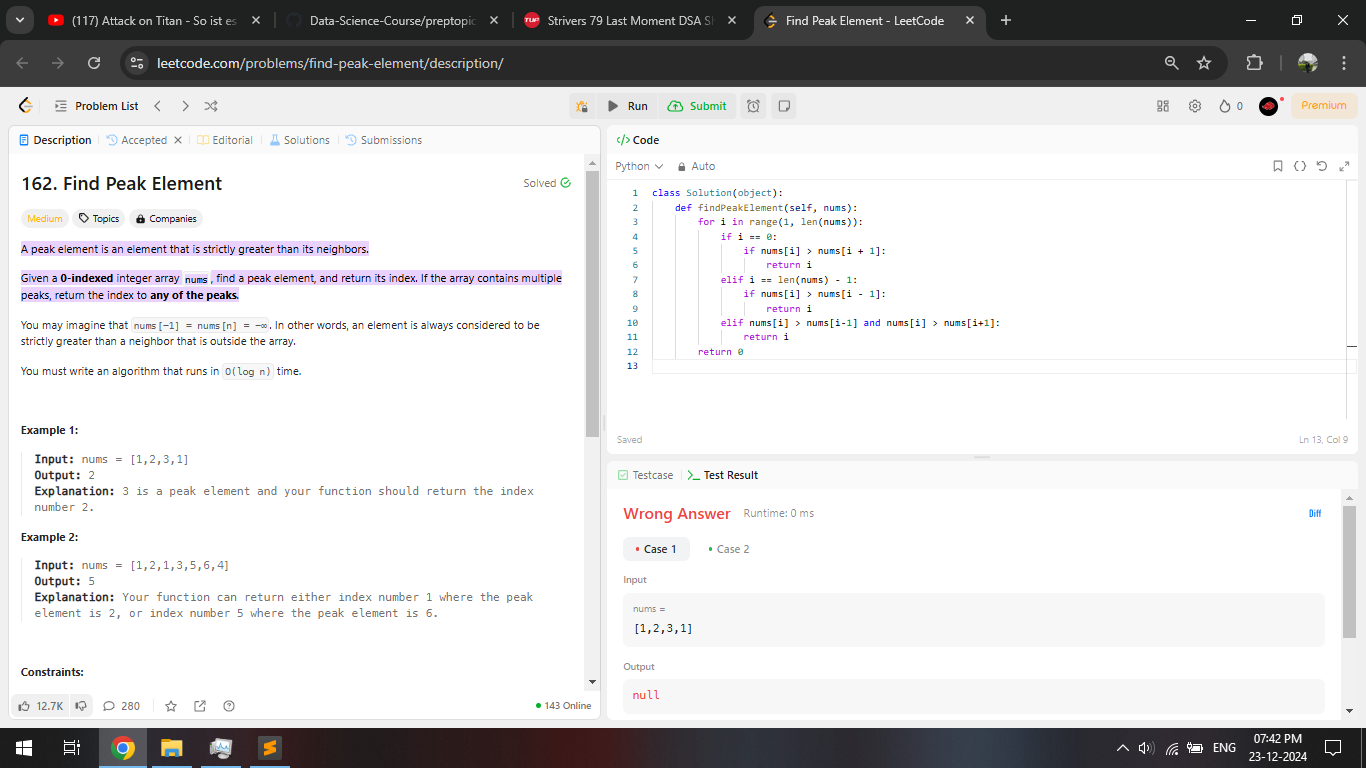 (117) Attack on Titan - So ist es
Data-Science-Course/preptopic
TUF Strivers 79 Last Moment DSA Sh
Find Peak Element - LeetCode
leetcode.com/problems/find-peak-element/description/
Problem List
Run
Submit
0
Premium
Description
Accepted
Editorial
Solutions
Submissions
162. Find Peak Element
Solved
Medium
Topics
Companies
A peak element is an element that is strictly greater than its neighbors.
Given a 0-indexed integer array nums, find a peak element, and return its index. If the array contains multiple
peaks, return the index to any of the peaks.
You may imagine that nums[-1] = nums[n] = -∞. In other words, an element is always considered to be
strictly greater than a neighbor that is outside the array.
You must write an algorithm that runs in O(log n) time.
Example 1:
Input: nums = [1,2,3,1]
Output: 2
Explanation: 3 is a peak element and your function should return the index
number 2.
Example 2:
Input: nums = [1,2,1,3,5,6,4]
Output: 5
Explanation: Your function can return either index number 1 where the peak
element is 2, or index number 5 where the peak element is 6.
Constraints:
12.7K
280
143 Online
</> Code
Python
Auto
1 class Solution(object):
2     def findPeakElement(self, nums):
3         for i in range(1, len(nums)):
4             if i == 0:
5                 if nums[i] > nums[i + 1]:
6                     return i
7             elif i == len(nums) - 1:
8                 if nums[i] > nums[i - 1]:
9                     return i
10             elif nums[i] > nums[i-1] and nums[i] > nums[i+1]:
11                 return i
12         return 0
13
Saved
Ln 13, Col 9
Testcase
>_ Test Result
Wrong Answer
Runtime: 0 ms
Diff
Case 1
Case 2
Input
nums =
[1,2,3,1]
Output
null
ENG
07:42 PM
23-12-2024